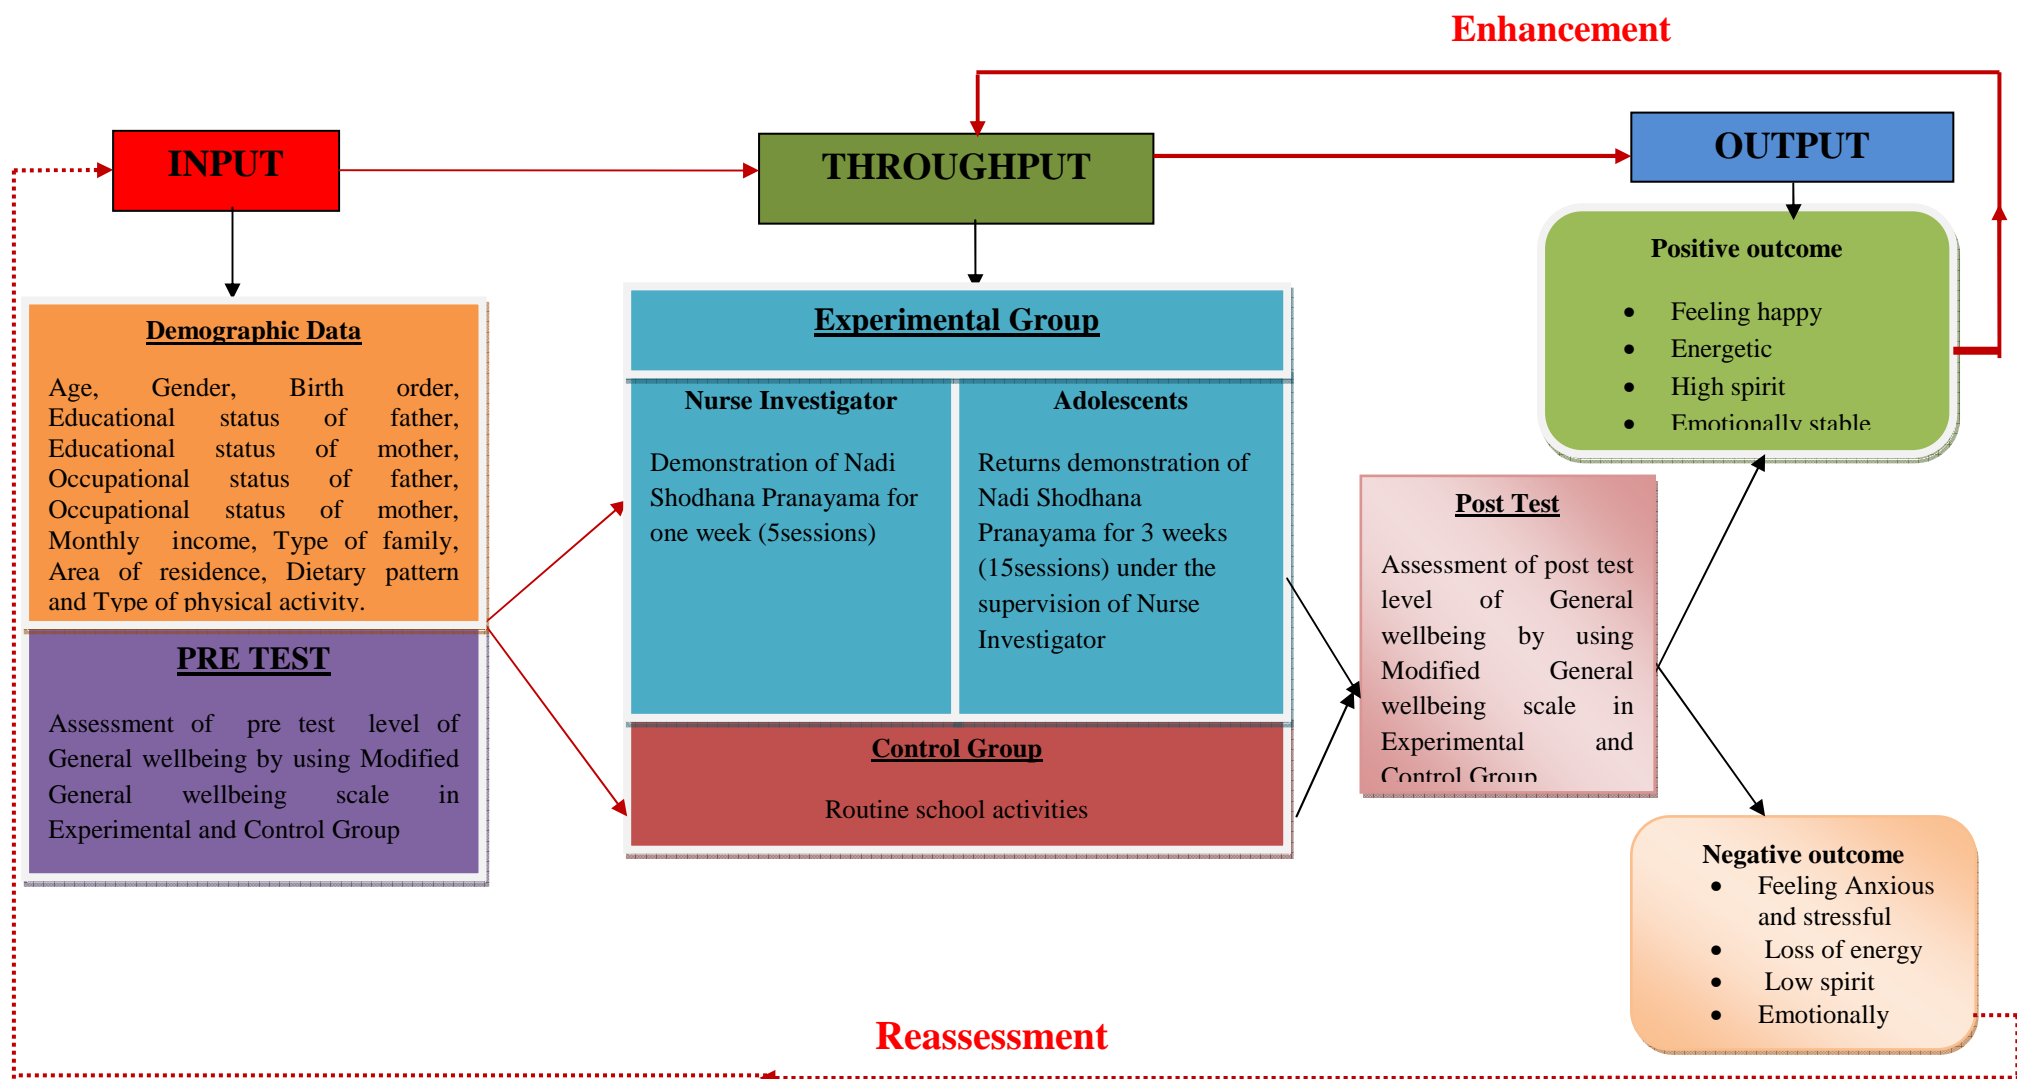 Enhancement
INPUT
THROUGHPUT
OUTPUT
Demographic Data
Age, Gender, Birth order,
Educational status of father,
Educational status of mother,
Occupational status of father,
Occupational status of mother,
Monthly income, Type of family,
Area of residence, Dietary pattern
and Type of physical activity.
PRE TEST
Assessment of pre test level of
General wellbeing by using Modified
General wellbeing scale in
Experimental and Control Group
Experimental Group
Nurse Investigator
Demonstration of Nadi
Shodhana Pranayama for
one week (5sessions)
Adolescents
Returns demonstration of
Nadi Shodhana
Pranayama for 3 weeks
(15sessions) under the
supervision of Nurse
Investigator
Control Group
Routine school activities
Post Test
Assessment of post test
level of General
wellbeing by using
Modified General
wellbeing scale in
Experimental and
Control Group
Positive outcome
• Feeling happy
• Energetic
• High spirit
• Emotionally stable
Negative outcome
• Feeling Anxious
and stressful
• Loss of energy
• Low spirit
• Emotionally
Reassessment